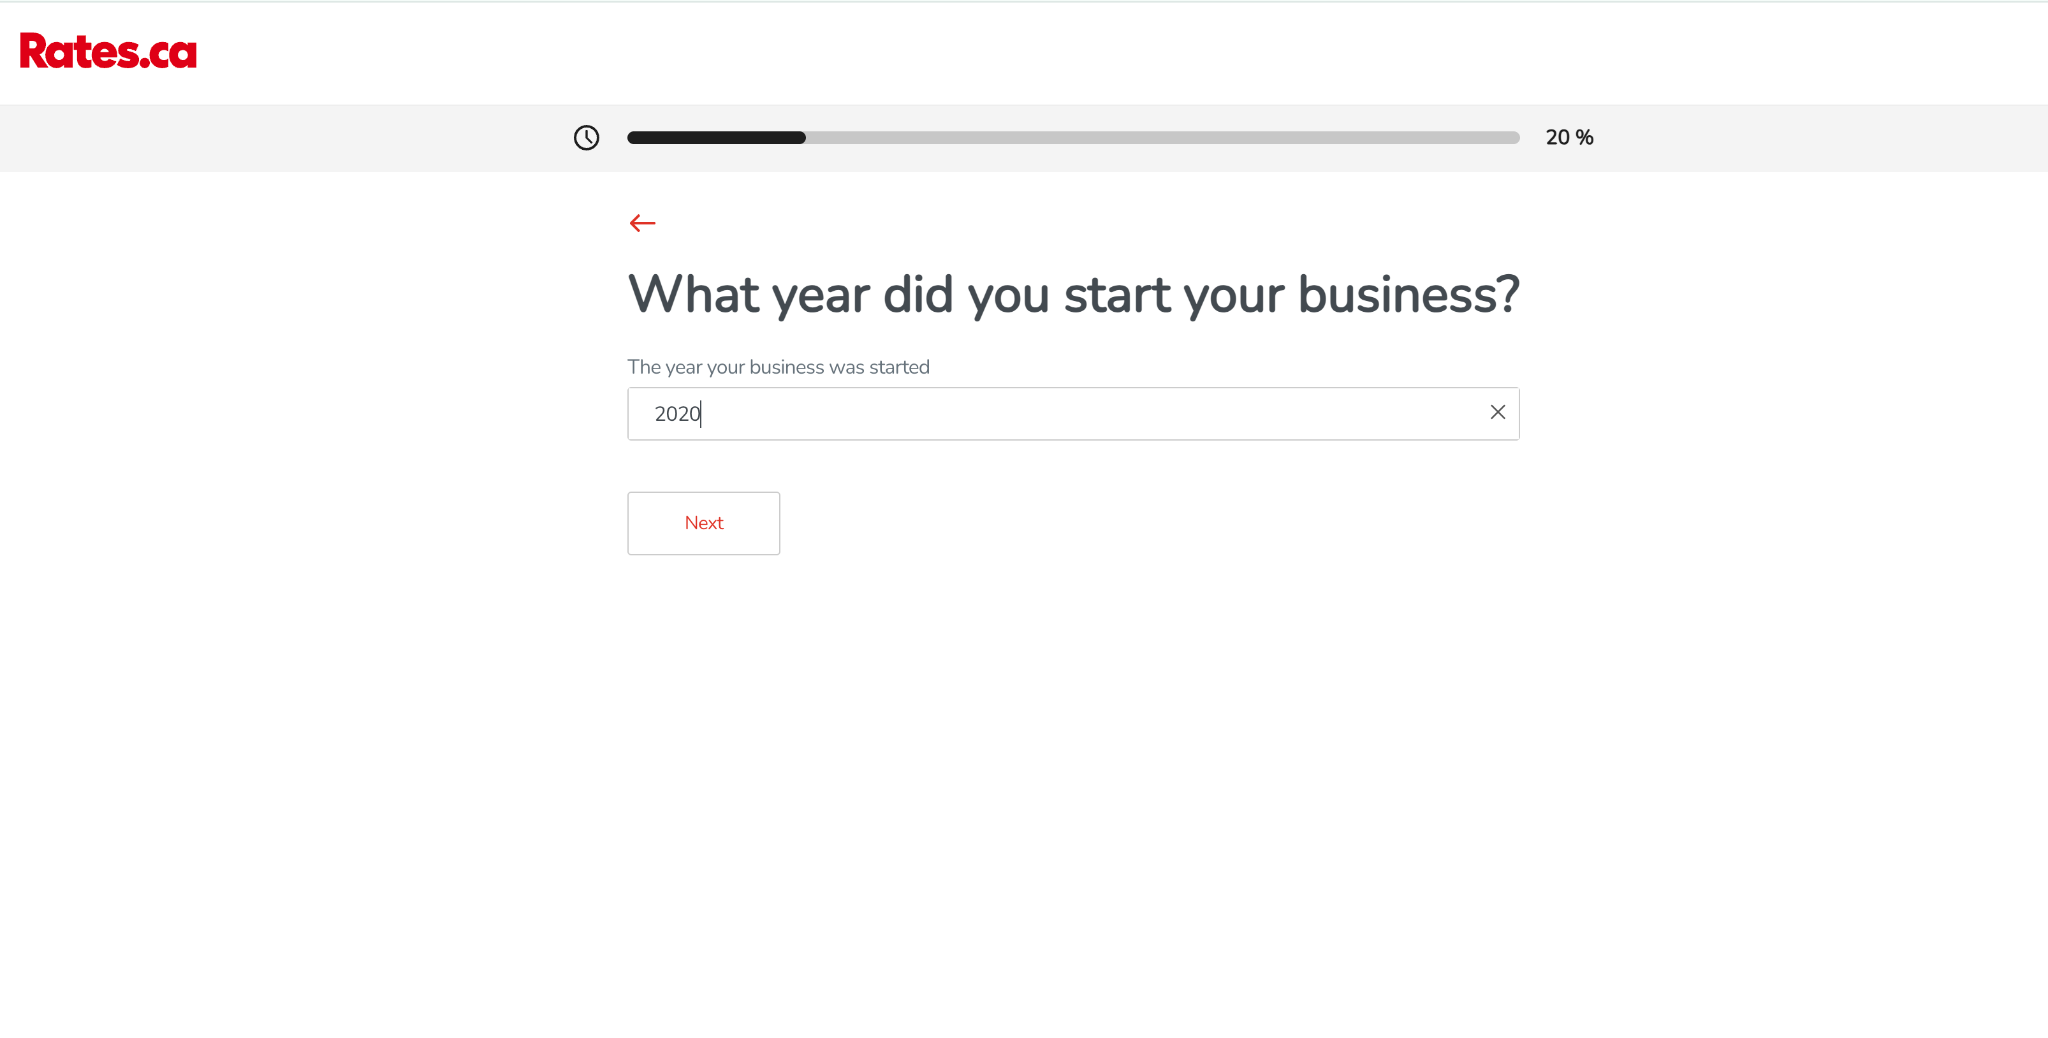 Rates.ca
20 %
What year did you start your business?
The year your business was started
2020
Next